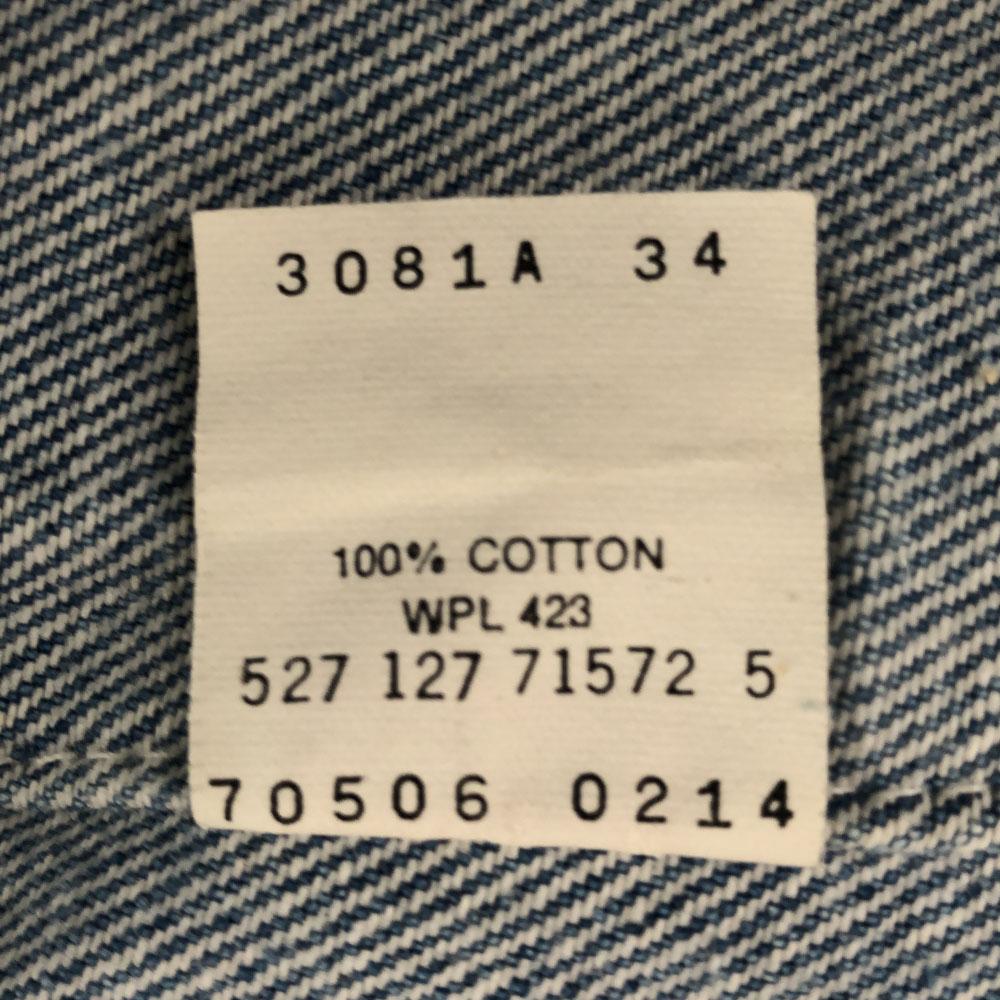 3081A 34
100% COTTON
WPL 423
527 127 71572 5
70506 0214